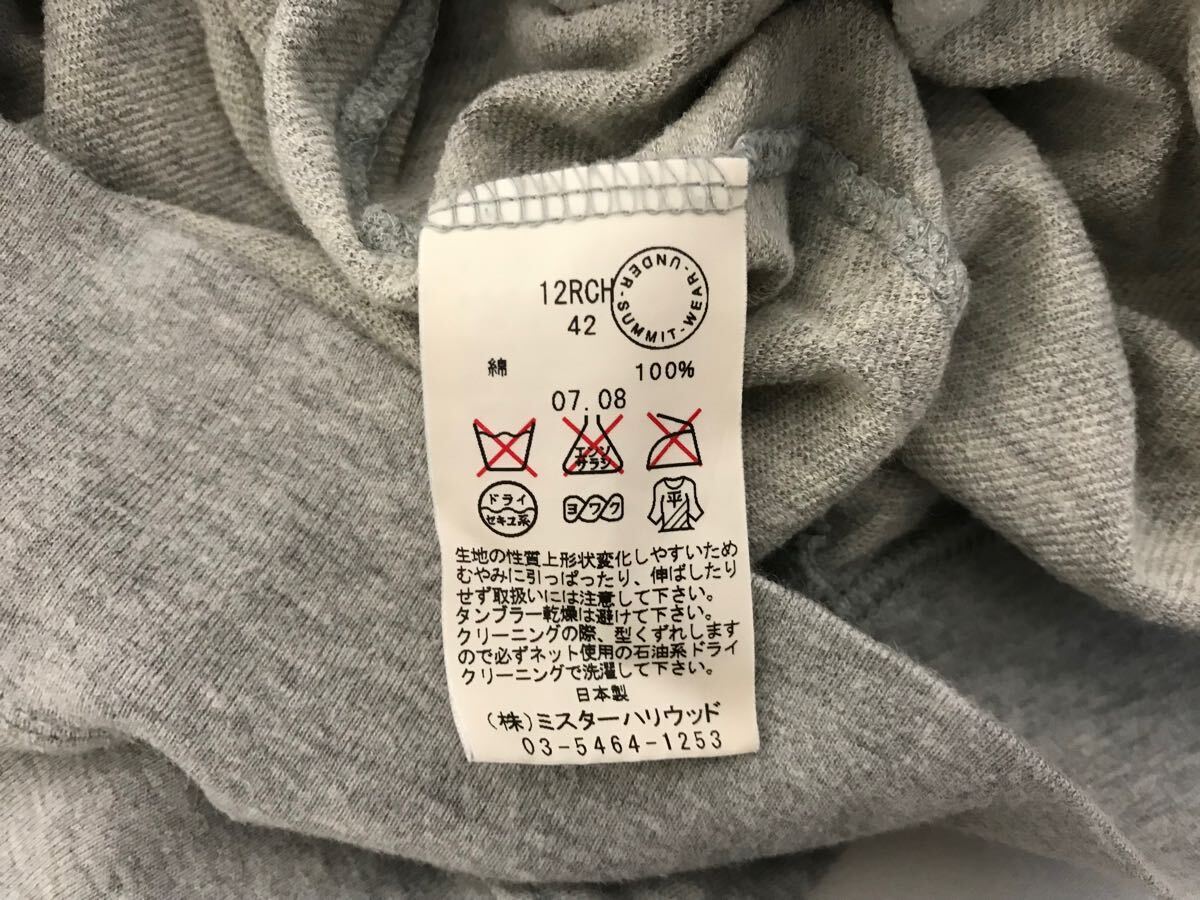 12RCH
UNDER-SUMMIT-WEAR-
42
綿 100%
07.08
エンソ
サラシ
ドライ
セキユ系
ヨワク
平
生地の性質上形状変化しやすいため
むやみに引っぱったり、伸ばしたり
せず取扱いには注意して下さい。
タンブラー乾燥は避けて下さい。
クリーニングの際、型くずれします
ので必ずネット使用の石油系ドライ
クリーニングで洗濯して下さい。
日本製
(株)ミスターハリウッド
03-5464-1253